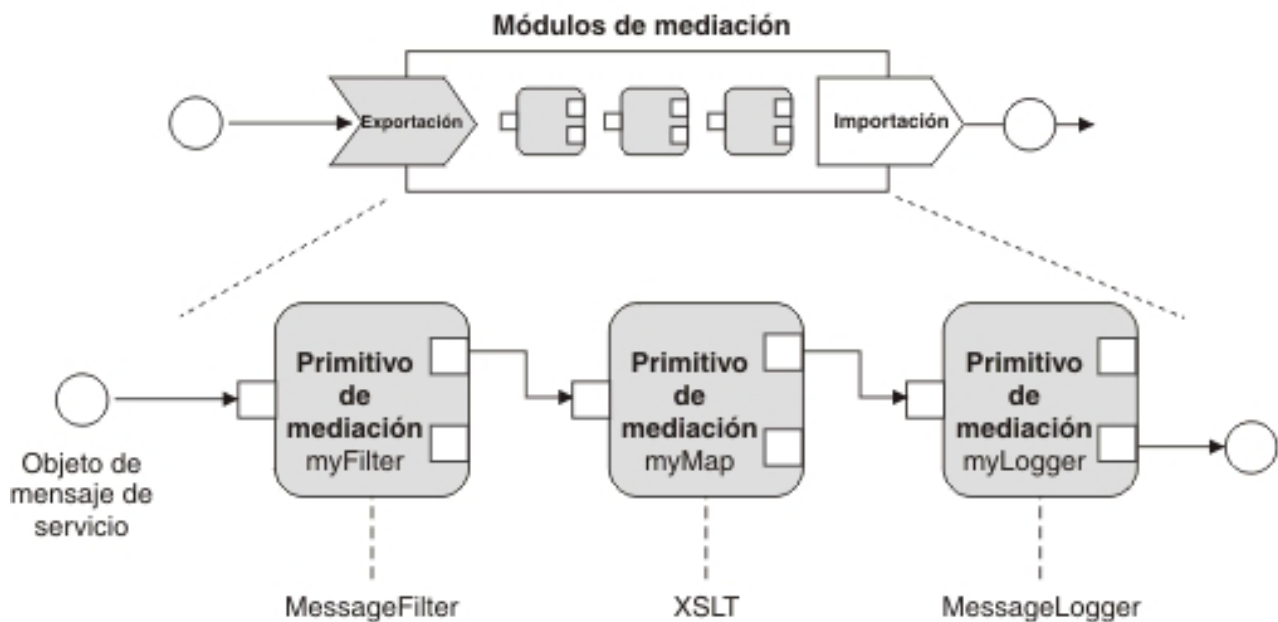 Módulos de mediación
Exportación
Importación
Primitivo
de
mediación
myFilter
Primitivo
de
mediación
myMap
Primitivo
de
mediación
myLogger
Objeto de
mensaje de
servicio
MessageFilter
XSLT
MessageLogger